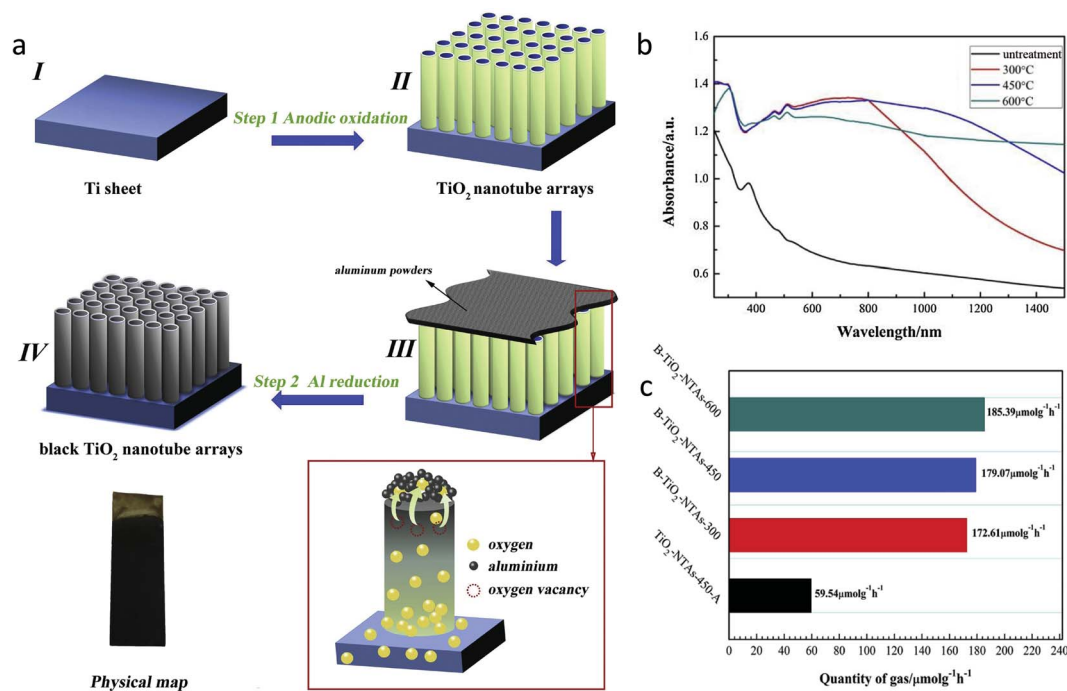 a
I
Ti sheet
Step 1 Anodic oxidation
II
TiO₂ nanotube arrays
aluminum powders
III
Step 2 Al reduction
IV
black TiO₂ nanotube arrays
Physical map
oxygen
aluminium
oxygen vacancy
b
Absorbance/a.u.
1.6
1.4
1.2
1.0
0.8
0.6
untreatment
300°C
450°C
600°C
400 600 800 1000 1200 1400
Wavelength/nm
c
B-TiO₂-NTAs-600
B-TiO₂-NTAs-450
B-TiO₂-NTAs-300
TiO₂-NTAs-450-A
185.39μmolg⁻¹h⁻¹
179.07μmolg⁻¹h⁻¹
172.61μmolg⁻¹h⁻¹
59.54μmolg⁻¹h⁻¹
0 20 40 60 80 100 120 140 160 180 200 220 240
Quantity of gas/μmolg⁻¹h⁻¹